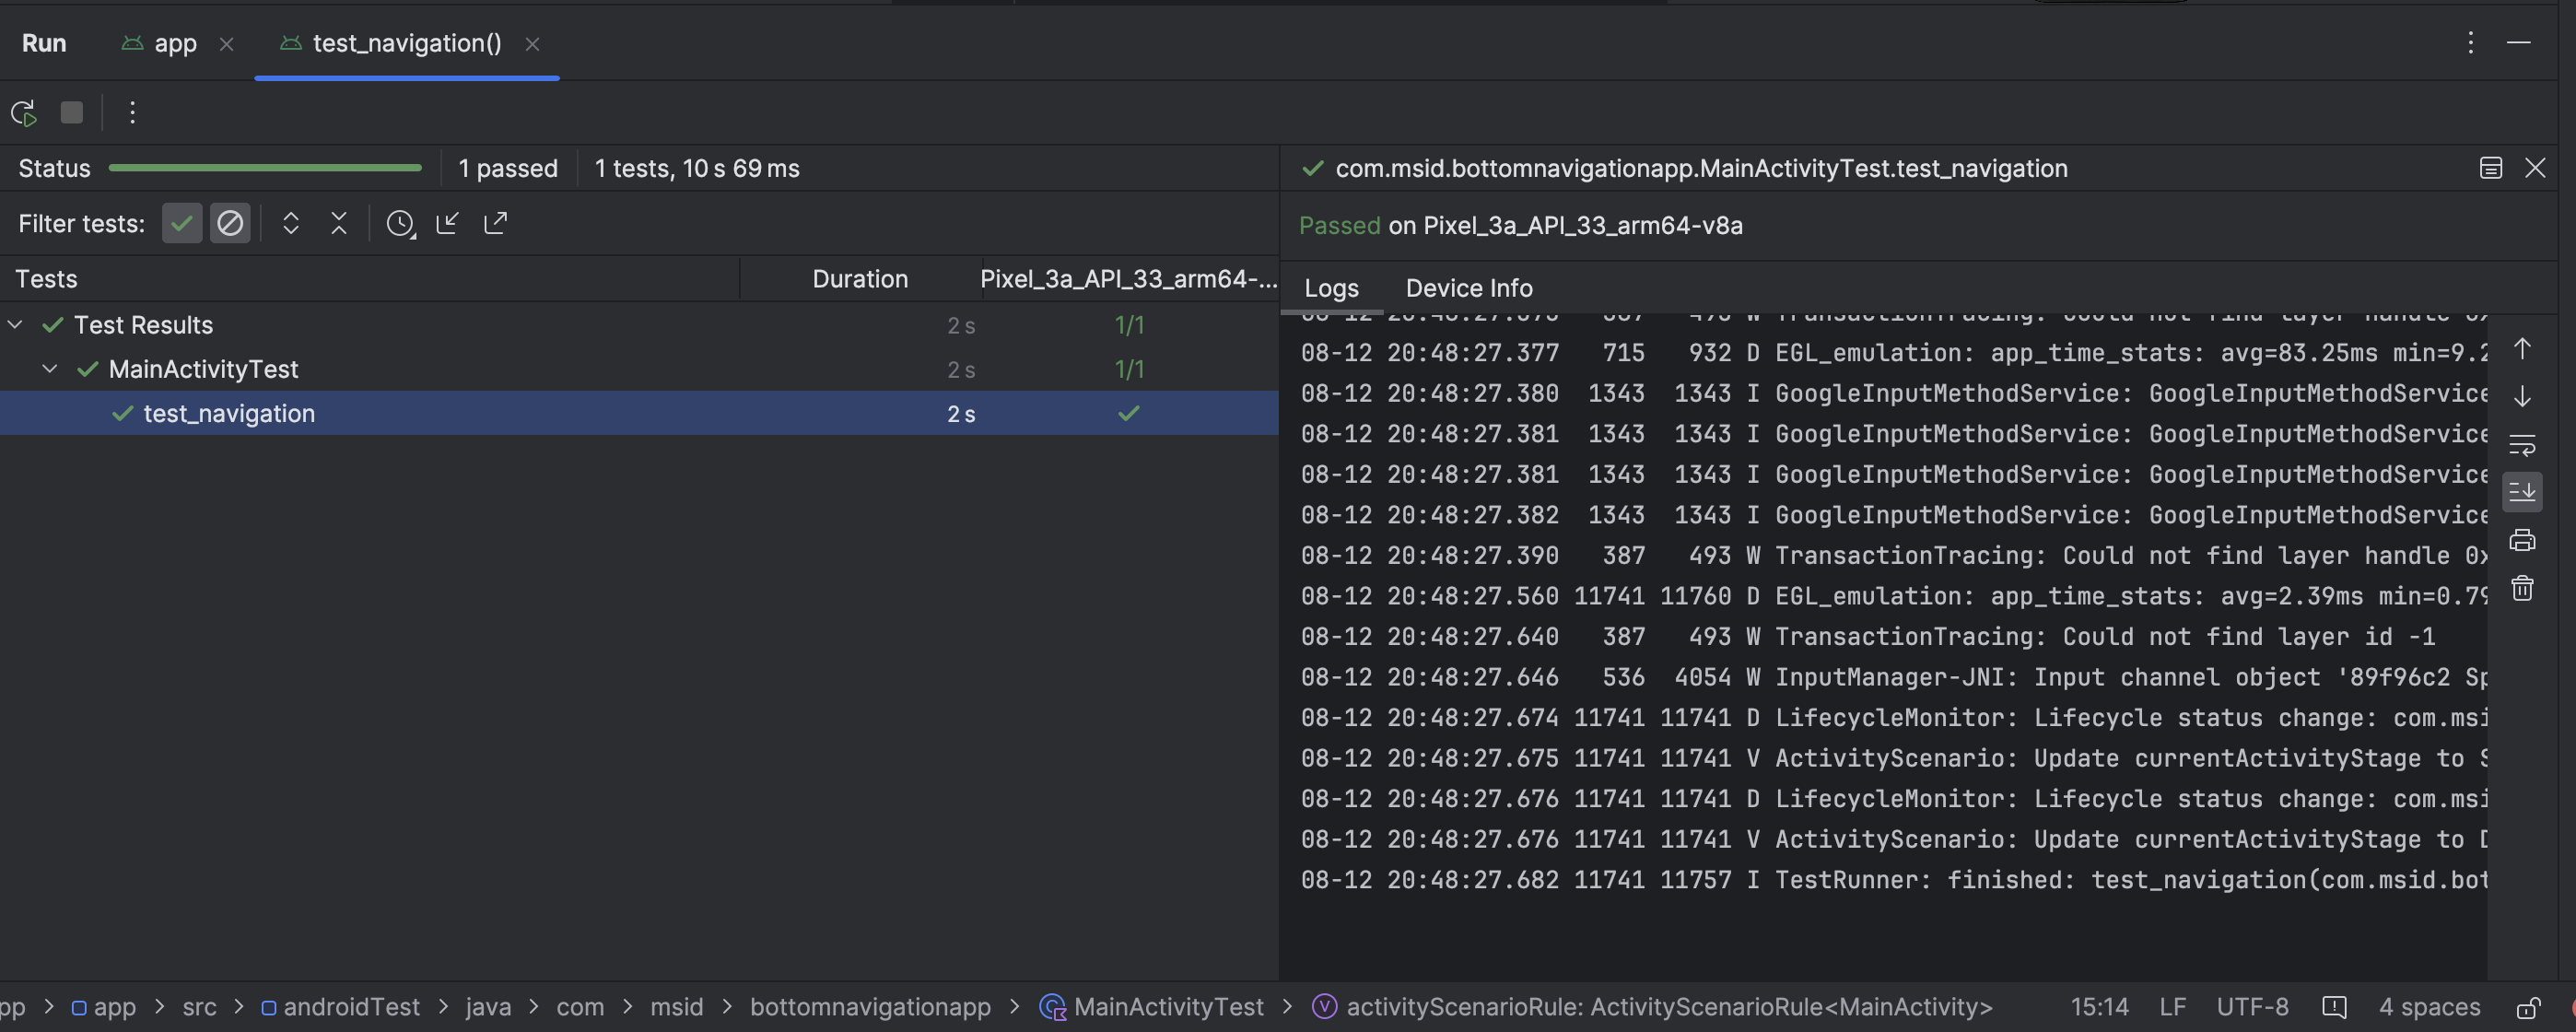 Run app test_navigation()
Status 1 passed 1 tests, 10 s 69 ms
Filter tests:
Tests Duration Pixel_3a_API_33_arm64-...
Test Results 2 s 1/1
MainActivityTest 2 s 1/1
test_navigation 2 s
com.msid.bottomnavigationapp.MainActivityTest.test_navigation
Passed on Pixel_3a_API_33_arm64-v8a
Logs Device Info
08-12 20:48:27.377 715 932 D EGL_emulation: app_time_stats: avg=83.25ms min=9.2
08-12 20:48:27.380 1343 1343 I GoogleInputMethodService: GoogleInputMethodService
08-12 20:48:27.381 1343 1343 I GoogleInputMethodService: GoogleInputMethodService
08-12 20:48:27.381 1343 1343 I GoogleInputMethodService: GoogleInputMethodService
08-12 20:48:27.382 1343 1343 I GoogleInputMethodService: GoogleInputMethodService
08-12 20:48:27.390 387 493 W TransactionTracing: Could not find layer handle 0x
08-12 20:48:27.560 11741 11760 D EGL_emulation: app_time_stats: avg=2.39ms min=0.79
08-12 20:48:27.640 387 493 W TransactionTracing: Could not find layer id -1
08-12 20:48:27.646 536 4054 W InputManager-JNI: Input channel object '89f96c2 Sp
08-12 20:48:27.674 11741 11741 D LifecycleMonitor: Lifecycle status change: com.msi
08-12 20:48:27.675 11741 11741 V ActivityScenario: Update currentActivityStage to S
08-12 20:48:27.676 11741 11741 D LifecycleMonitor: Lifecycle status change: com.msi
08-12 20:48:27.676 11741 11741 V ActivityScenario: Update currentActivityStage to D
08-12 20:48:27.682 11741 11757 I TestRunner: finished: test_navigation(com.msid.bot
pp > app > src > androidTest > java > com > msid > bottomnavigationapp > MainActivityTest > activityScenarioRule: ActivityScenarioRule<MainActivity> 15:14 LF UTF-8 4 spaces